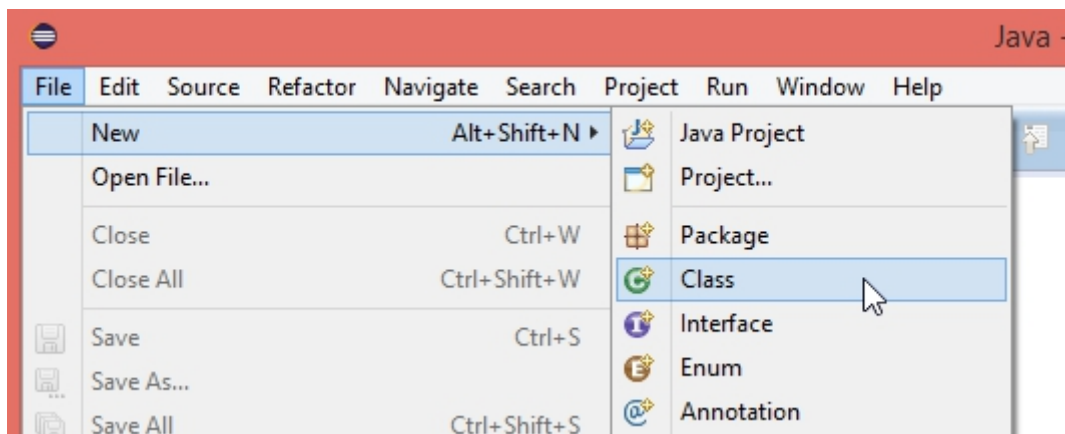 Java -
File Edit Source Refactor Navigate Search Project Run Window Help
New Alt+Shift+N
Java Project
Open File...
Project...
Close Ctrl+W
Package
Close All Ctrl+Shift+W
Class
Save Ctrl+S
Interface
Save As...
Enum
Save All Ctrl+Shift+S
Annotation